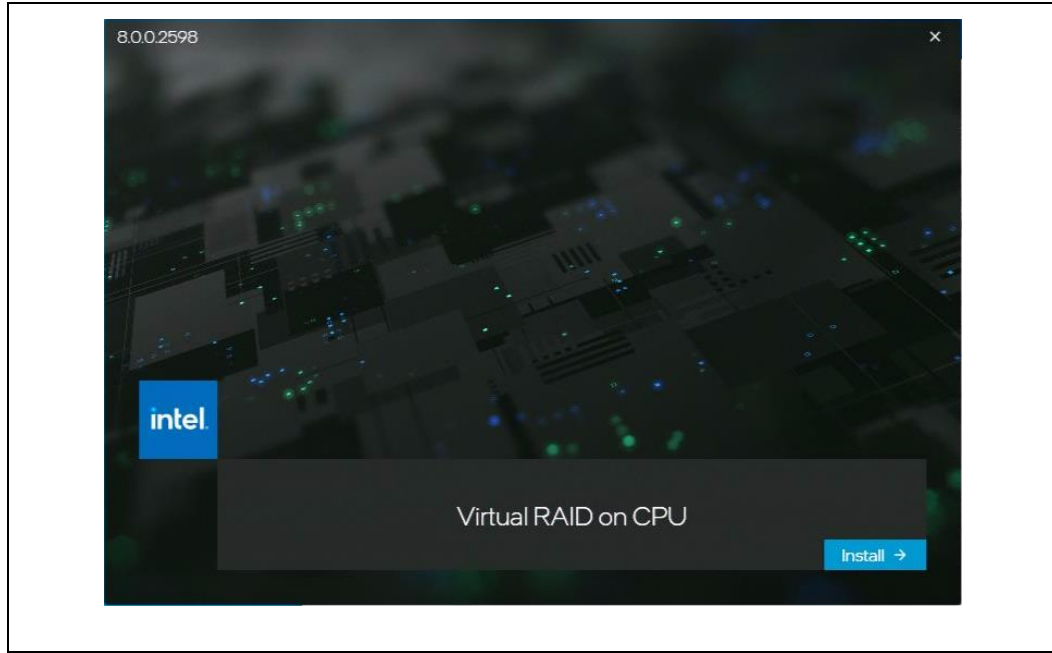 8.0.0.2598
intel.
Virtual RAID on CPU
Install →